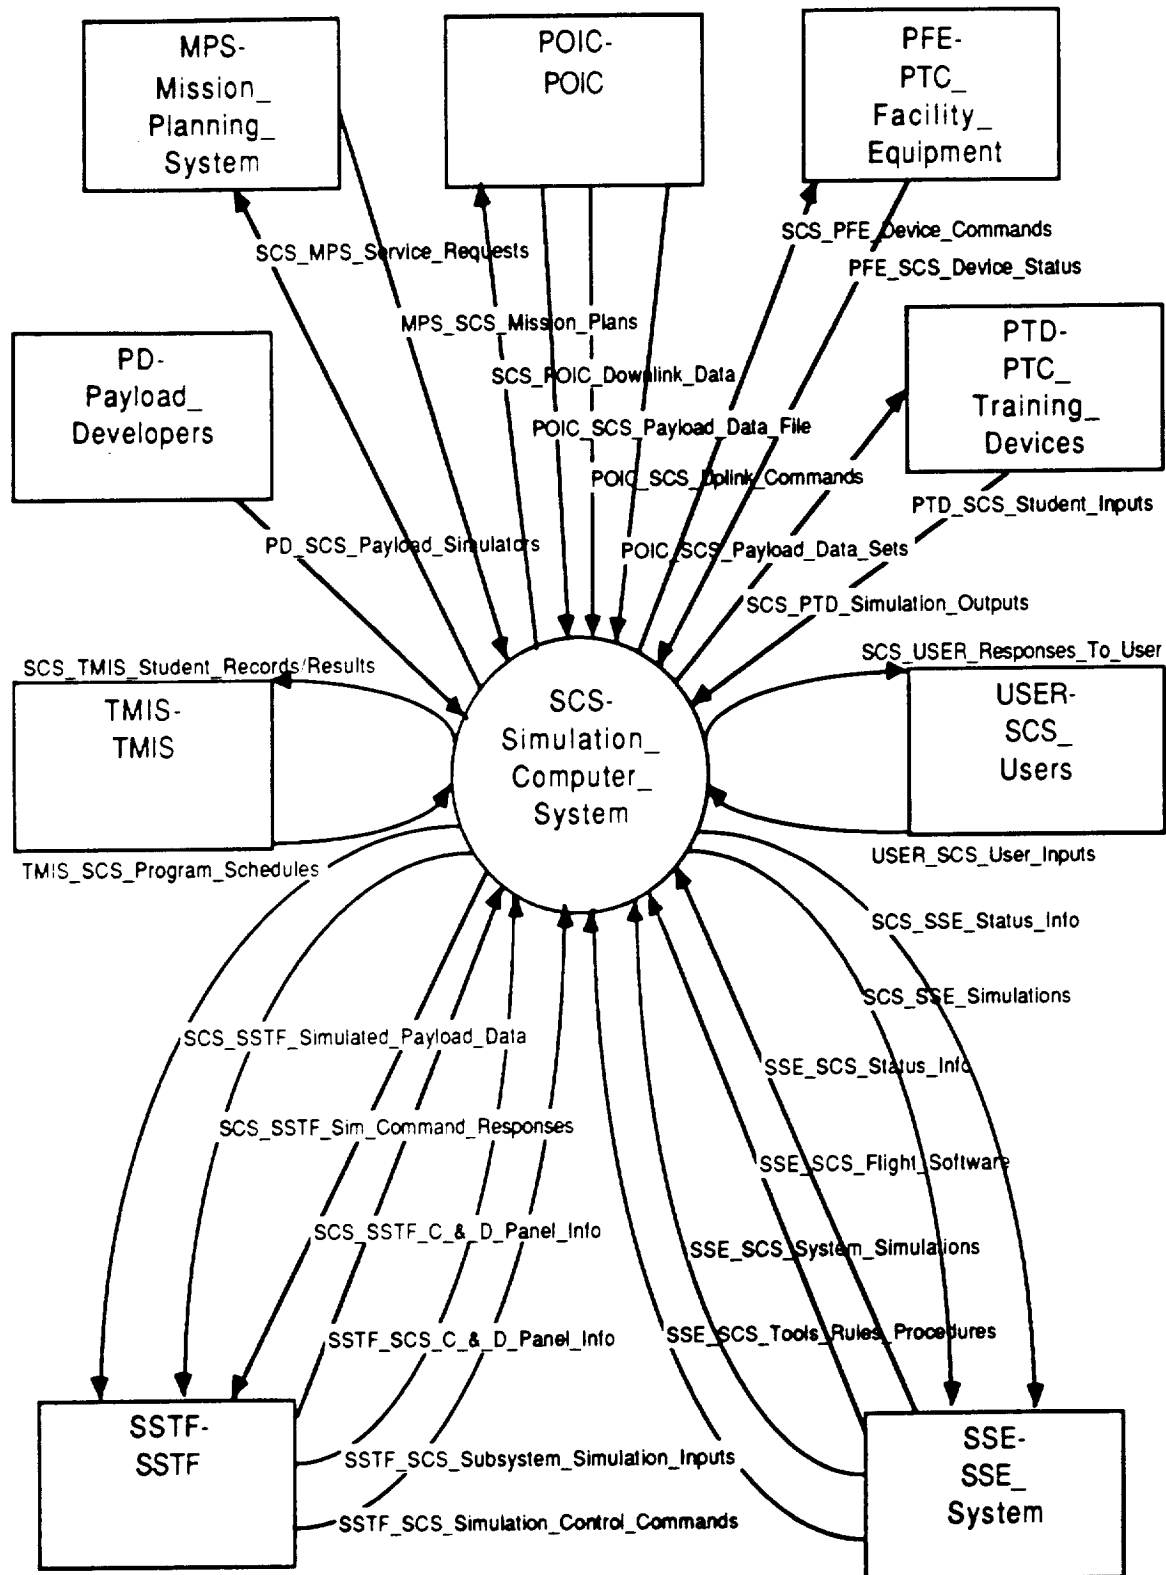 MPS-
Mission_
Planning_
System
POIC-
POIC
PFE-
PTC_
Facility_
Equipment
SCS_PFE_Device_Commands
SCS_MPS_Service_Requests
PFE_SCS_Device_Status
MPS_SCS_Mission_Plans
PD-
Payload_
Developers
PTD-
PTC_
Training_
Devices
SCS_POIC_Downlink_Data
POIC_SCS_Payload_Data_File
POIC_SCS_Uplink_Commands
PTD_SCS_Student_Inputs
PD_SCS_Payload_Simulators
POIC_SCS_Payload_Data_Sets
SCS_PTD_Simulation_Outputs
SCS_TMIS_Student_Records/Results
SCS_USER_Responses_To_User
TMIS-
TMIS
SCS-
Simulation_
Computer_
System
USER-
SCS_
Users
TMIS_SCS_Program_Schedules
USER_SCS_User_Inputs
SCS_SSE_Status_Info
SCS_SSE_Simulations
SCS_SSTF_Simulated_Payload_Data
SSE_SCS_Status_Info
SCS_SSTF_Sim_Command_Responses
SSE_SCS_Flight_Software
SCS_SSTF_C_&_D_Panel_Info
SSE_SCS_System_Simulations
SSTF_SCS_C_&_D_Panel_Info
SSE_SCS_Tools_Rules_Procedures
SSTF-
SSTF
SSTF_SCS_Subsystem_Simulation_Inputs
SSTF_SCS_Simulation_Control_Commands
SSE-
SSE_
System